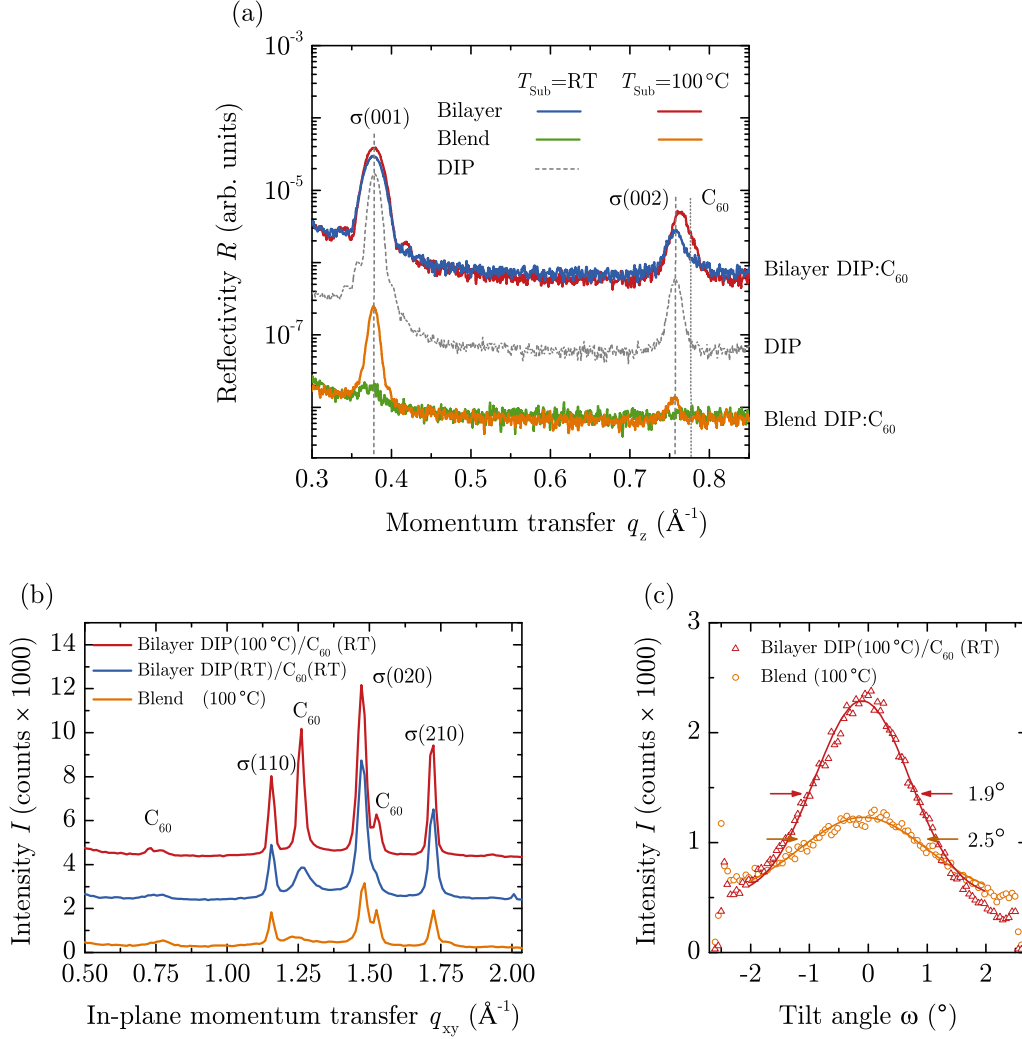 (a)
10⁻³
10⁻⁵
10⁻⁷
Reflectivity R (arb. units)
T_Sub=RT T_Sub=100 °C
Bilayer
Blend
DIP
σ(001)
σ(002)
C₆₀
Bilayer DIP:C₆₀
DIP
Blend DIP:C₆₀
0.3 0.4 0.5 0.6 0.7 0.8
Momentum transfer q_z (Å⁻¹)
(b)
14
12
10
8
6
4
2
0
Intensity I (counts × 1000)
Bilayer DIP(100 °C)/C₆₀ (RT)
Bilayer DIP(RT)/C₆₀(RT)
Blend (100 °C)
C₆₀
σ(110)
C₆₀
σ(020)
C₆₀
σ(210)
0.50 0.75 1.00 1.25 1.50 1.75 2.00
In-plane momentum transfer q_xy (Å⁻¹)
(c)
3
2
1
0
Intensity I (counts × 1000)
Bilayer DIP(100 °C)/C₆₀ (RT)
Blend (100 °C)
1.9°
2.5°
-2 -1 0 1 2
Tilt angle ω (°)